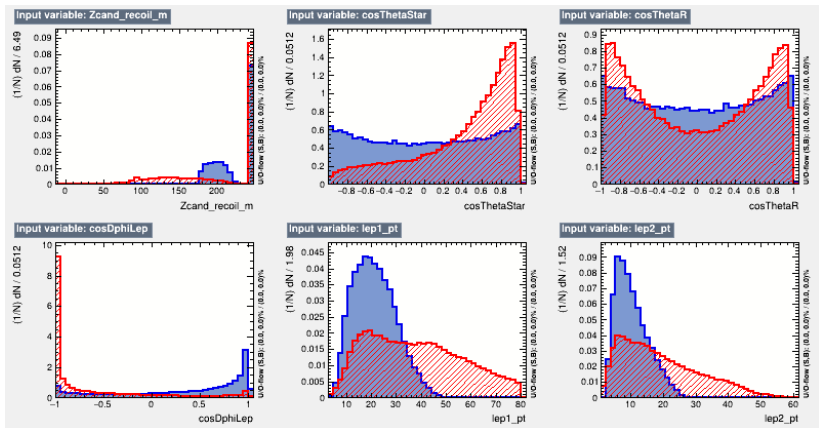 Input variable: Zcand_recoil_m
(1/N) dN / 6.49
0.09
0.08
0.07
0.06
0.05
0.04
0.03
0.02
0.01
0
0 50 100 150 200
Zcand_recoil_m
U/O-flow (S,B): (0.0, 0.0)% / (0.0, 0.0)%
Input variable: cosThetaStar
(1/N) dN / 0.0512
1.6
1.4
1.2
1
0.8
0.6
0.4
0.2
0
-0.8 -0.6 -0.4 -0.2 0 0.2 0.4 0.6 0.8 1
cosThetaStar
U/O-flow (S,B): (0.0, 0.0)% / (0.0, 0.0)%
Input variable: cosThetaR
(1/N) dN / 0.0512
0.9
0.8
0.7
0.6
0.5
0.4
0.3
0.2
0.1
0
-1 -0.8 -0.6 -0.4 -0.2 0 0.2 0.4 0.6 0.8 1
cosThetaR
U/O-flow (S,B): (0.0, 0.0)% / (0.0, 0.0)%
Input variable: cosDphiLep
(1/N) dN / 0.0512
10
8
6
4
2
0
-1 -0.5 0 0.5 1
cosDphiLep
U/O-flow (S,B): (0.0, 0.0)% / (0.0, 0.0)%
Input variable: lep1_pt
(1/N) dN / 1.98
0.045
0.04
0.035
0.03
0.025
0.02
0.015
0.01
0.005
0
10 20 30 40 50 60 70 80
lep1_pt
U/O-flow (S,B): (0.0, 0.0)% / (0.0, 0.0)%
Input variable: lep2_pt
(1/N) dN / 1.52
0.09
0.08
0.07
0.06
0.05
0.04
0.03
0.02
0.01
0
10 20 30 40 50 60
lep2_pt
U/O-flow (S,B): (0.0, 0.0)% / (0.0, 0.0)%